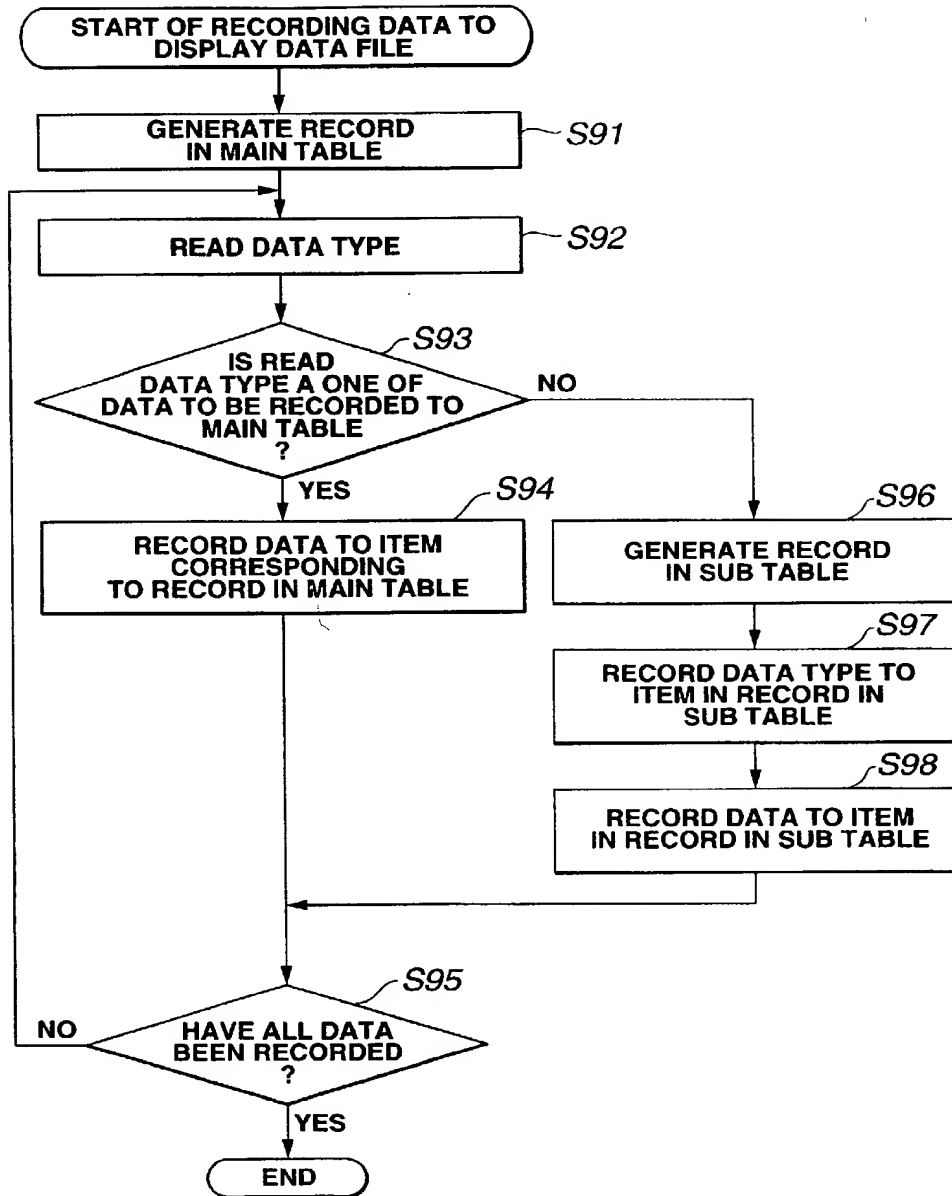 START OF RECORDING DATA TO
DISPLAY DATA FILE
GENERATE RECORD
IN MAIN TABLE
S91
READ DATA TYPE
S92
S93
IS READ
DATA TYPE A ONE OF
DATA TO BE RECORDED TO
MAIN TABLE
?
NO
YES
S94
RECORD DATA TO ITEM
CORRESPONDING
TO RECORD IN MAIN TABLE
S96
GENERATE RECORD
IN SUB TABLE
S97
RECORD DATA TYPE TO
ITEM IN RECORD IN
SUB TABLE
S98
RECORD DATA TO ITEM
IN RECORD IN SUB TABLE
S95
NO
HAVE ALL DATA
BEEN RECORDED
?
YES
END